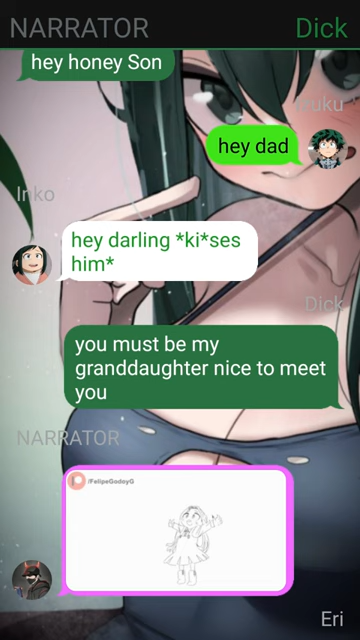 NARRATOR
Dick
hey honey Son
hey dad
Inko
hey darling *ki*ses
him*
Dick
you must be my
granddaughter nice to meet
you
NARRATOR
/FelipeGodoyG
Eri